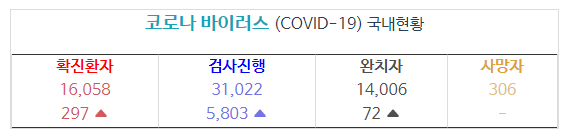 코로나 바이러스 (COVID-19) 국내현황
확진환자 검사진행 완치자 사망자
16,058 31,022 14,006 306
297 ▲ 5,803 ▲ 72 ▲ -